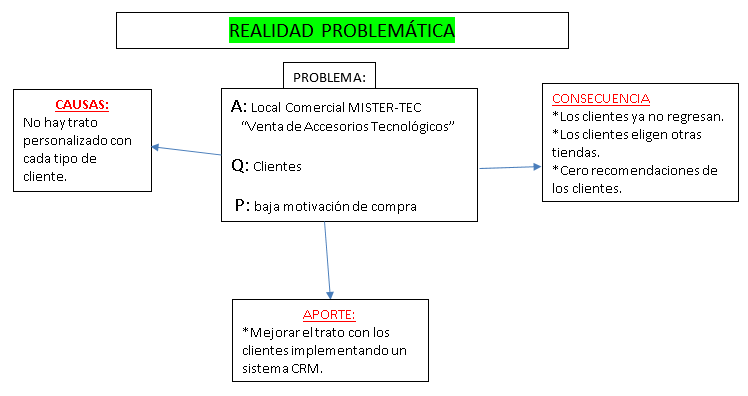 REALIDAD PROBLEMÁTICA
PROBLEMA:
A: Local Comercial MISTER-TEC
“Venta de Accesorios Tecnológicos”
Q: Clientes
P: baja motivación de compra
CAUSAS:
No hay trato
personalizado con
cada tipo de
cliente.
CONSECUENCIA
*Los clientes ya no regresan.
*Los clientes eligen otras
tiendas.
*Cero recomendaciones de
los clientes.
APORTE:
*Mejorar el trato con los
clientes implementando un
sistema CRM.